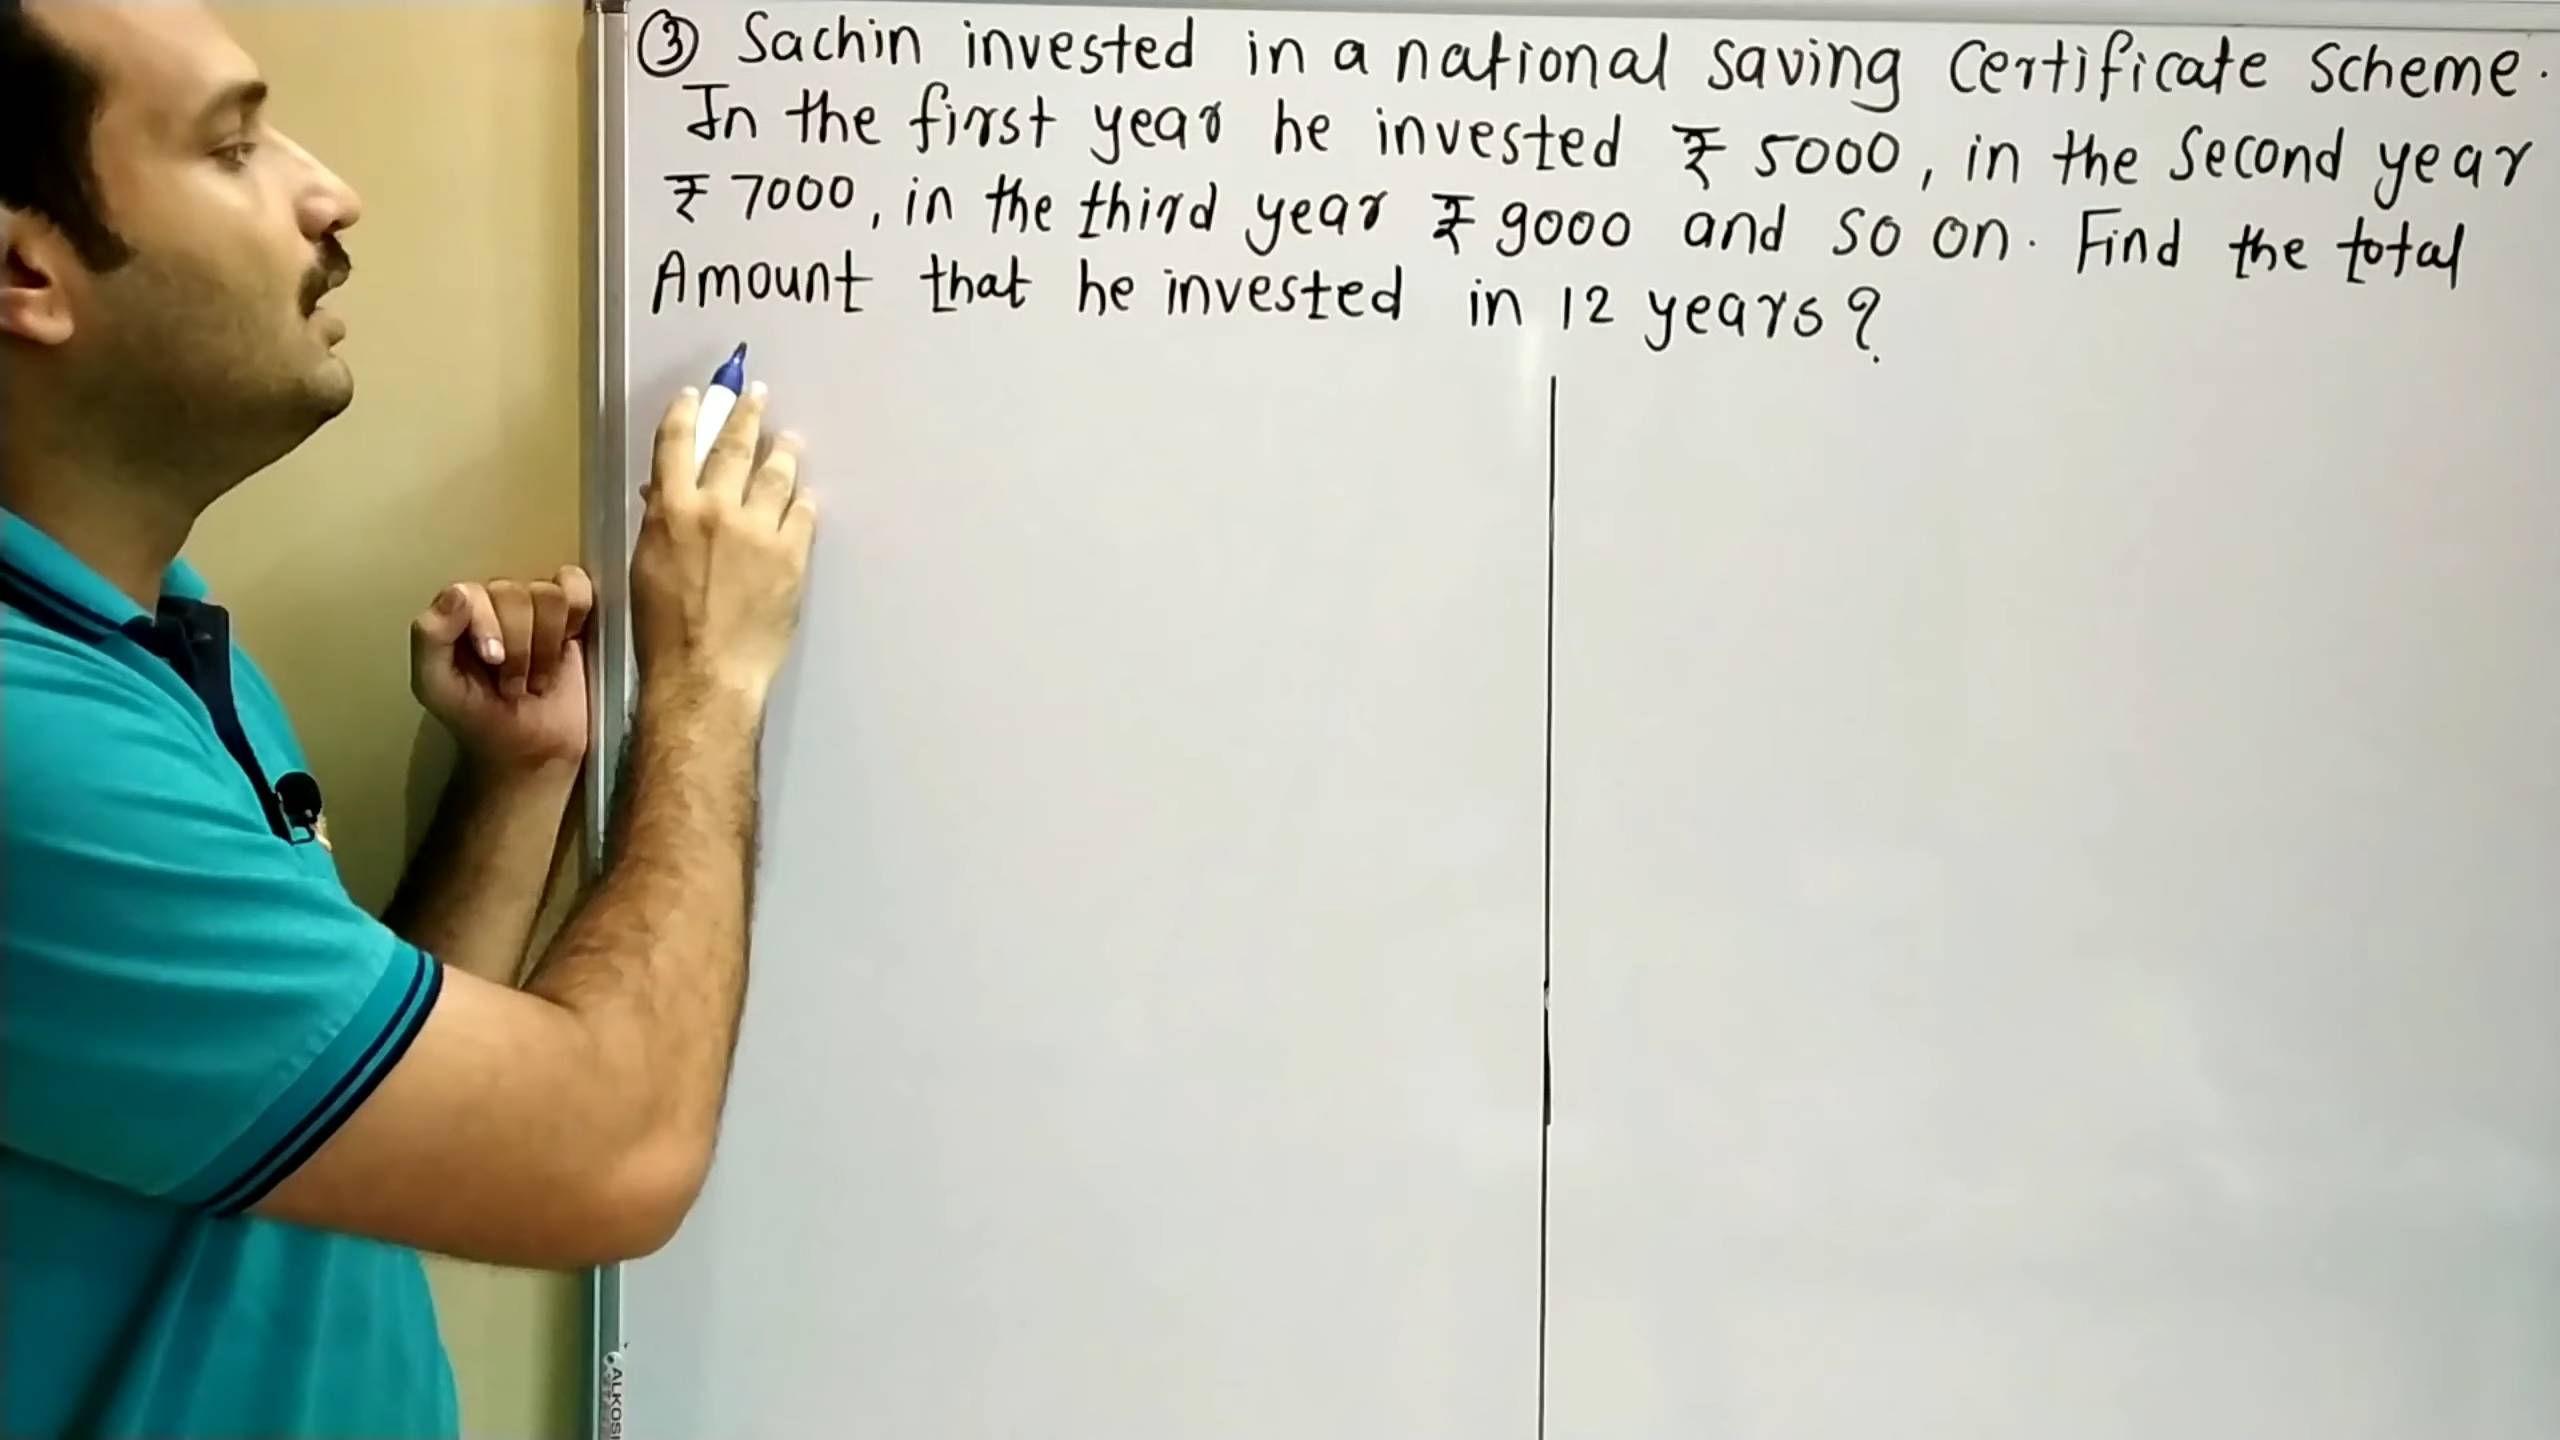 ③ Sachin invested in a national saving Certificate Scheme.
In the first year he invested ₹ 5000, in the Second year
₹ 7000, in the third year ₹ 9000 and so on. Find the total
Amount that he invested in 12 years?